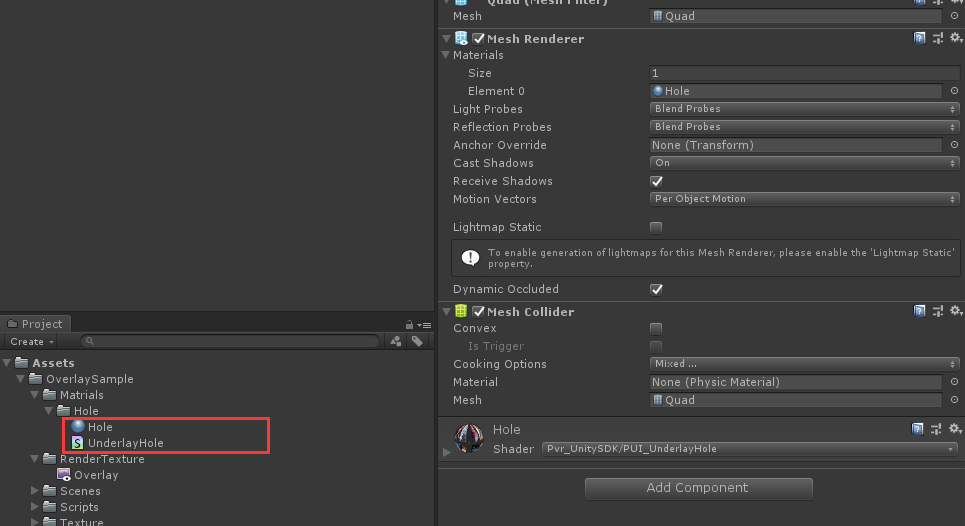 Quad (Mesh Filter)
Mesh
Quad
Mesh Renderer
Materials
Size
1
Element 0
Hole
Light Probes
Blend Probes
Reflection Probes
Blend Probes
Anchor Override
None (Transform)
Cast Shadows
On
Receive Shadows
Motion Vectors
Per Object Motion
Lightmap Static
To enable generation of lightmaps for this Mesh Renderer, please enable the 'Lightmap Static'
property.
Dynamic Occluded
Mesh Collider
Convex
Is Trigger
Cooking Options
Mixed ...
Material
None (Physic Material)
Mesh
Quad
Hole
Shader
Pvr_UnitySDK/PUI_UnderlayHole
Add Component
Project
Create
Assets
OverlaySample
Matrials
Hole
Hole
UnderlayHole
RenderTexture
Overlay
Scenes
Scripts
Texture